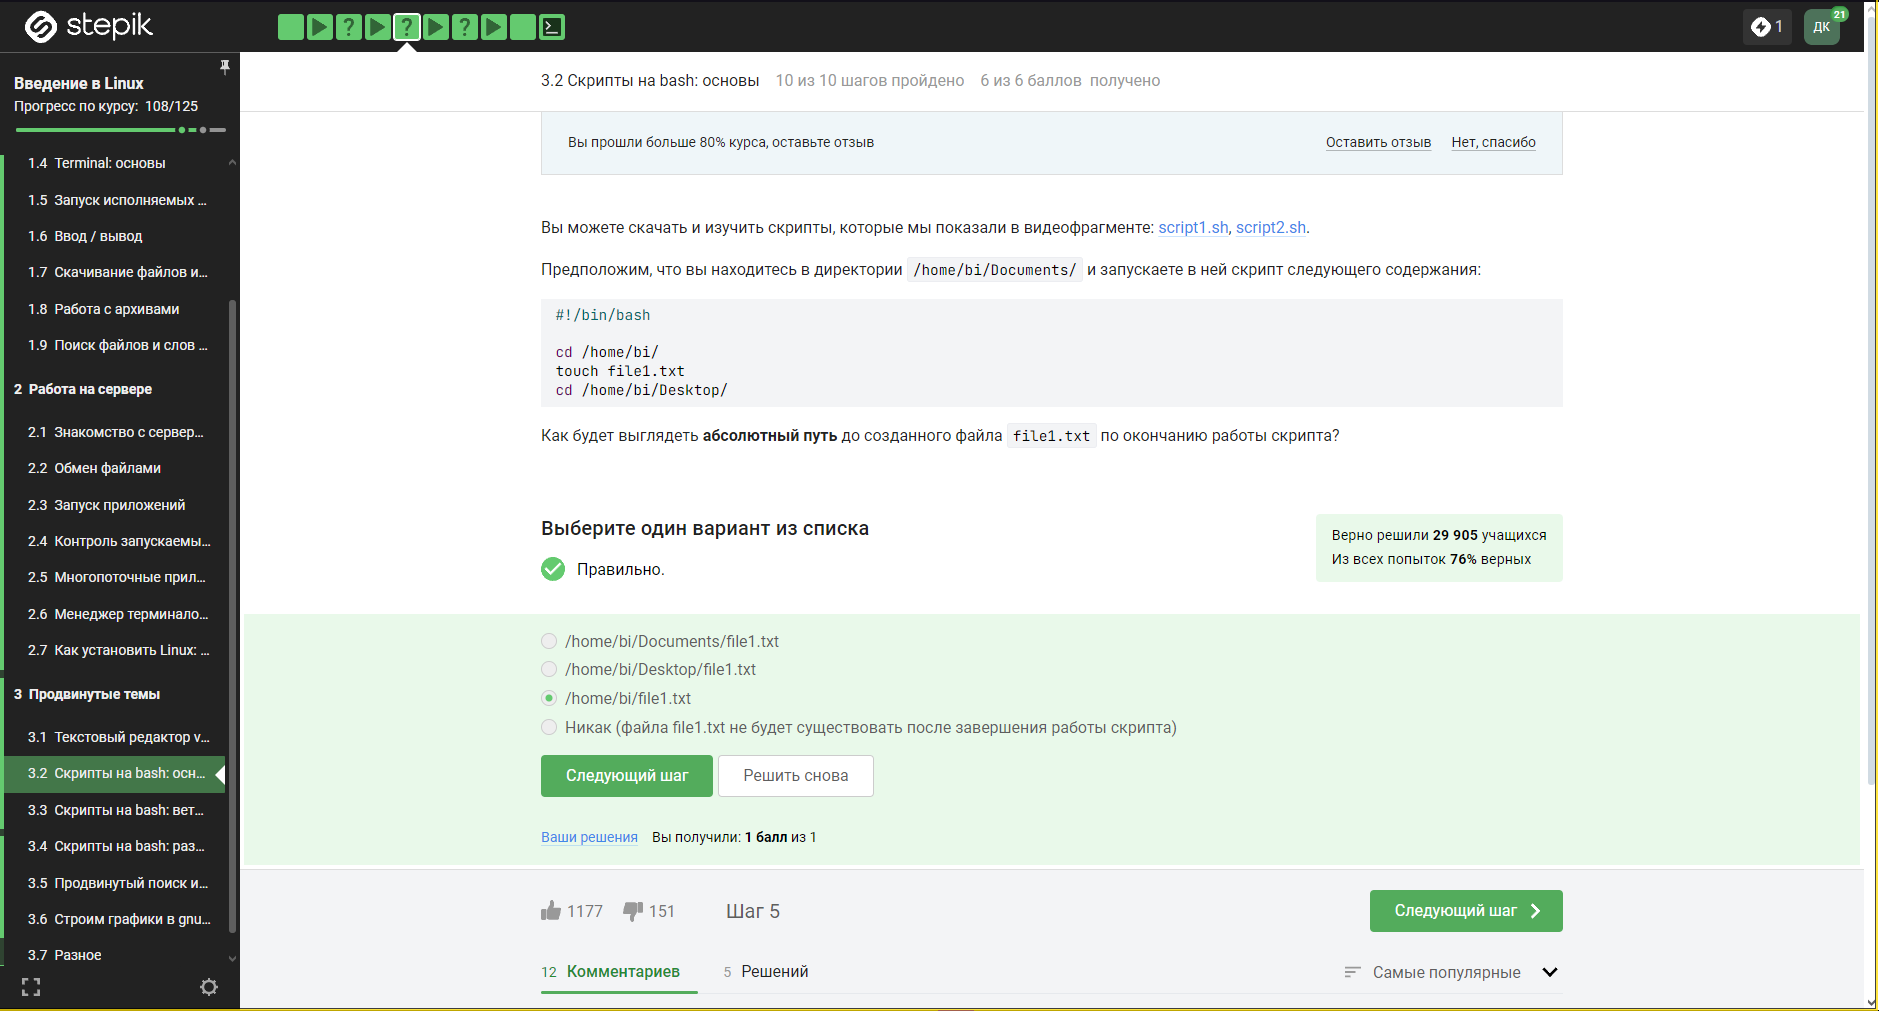 stepik
1
ДК
21
Введение в Linux
Прогресс по курсу: 108/125
1.4 Terminal: основы
1.5 Запуск исполняемых ...
1.6 Ввод / вывод
1.7 Скачивание файлов и...
1.8 Работа с архивами
1.9 Поиск файлов и слов ...
2 Работа на сервере
2.1 Знакомство с сервер...
2.2 Обмен файлами
2.3 Запуск приложений
2.4 Контроль запускаемы...
2.5 Многопоточные прил...
2.6 Менеджер терминало...
2.7 Как установить Linux: ...
3 Продвинутые темы
3.1 Текстовый редактор v...
3.2 Скрипты на bash: осн...
3.3 Скрипты на bash: вет...
3.4 Скрипты на bash: раз...
3.5 Продвинутый поиск и...
3.6 Строим графики в gnu...
3.7 Разное
3.2 Скрипты на bash: основы 10 из 10 шагов пройдено 6 из 6 баллов получено
Вы прошли больше 80% курса, оставьте отзыв
Оставить отзыв
Нет, спасибо
Вы можете скачать и изучить скрипты, которые мы показали в видеофрагменте: script1.sh, script2.sh.
Предположим, что вы находитесь в директории /home/bi/Documents/ и запускаете в ней скрипт следующего содержания:
#!/bin/bash
cd /home/bi/
touch file1.txt
cd /home/bi/Desktop/
Как будет выглядеть абсолютный путь до созданного файла file1.txt по окончанию работы скрипта?
Выберите один вариант из списка
Правильно.
Верно решили 29 905 учащихся
Из всех попыток 76% верных
/home/bi/Documents/file1.txt
/home/bi/Desktop/file1.txt
/home/bi/file1.txt
Никак (файла file1.txt не будет существовать после завершения работы скрипта)
Следующий шаг
Решить снова
Ваши решения Вы получили: 1 балл из 1
1177 151 Шаг 5
Следующий шаг
12 Комментариев 5 Решений
Самые популярные